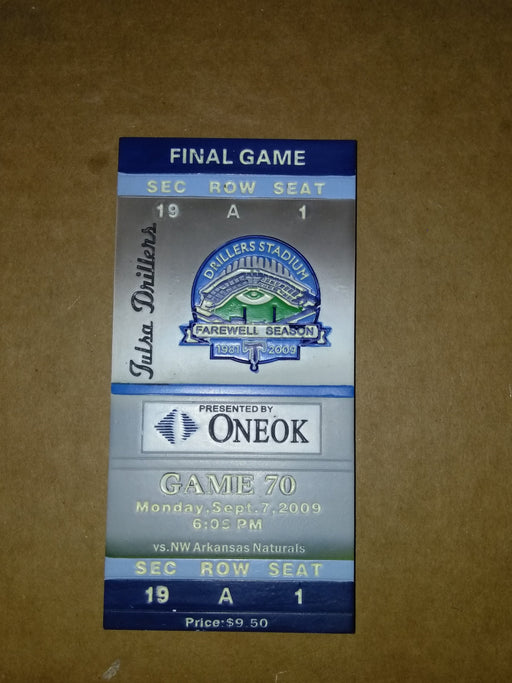 FINAL GAME
SEC ROW SEAT
19 A 1
Tulsa Drillers
DRILLERS STADIUM
FAREWELL SEASON
1981 2009
PRESENTED BY
ONEOK
GAME 70
Monday, Sept. 7, 2009
6:05 PM
vs. NW Arkansas Naturals
SEC ROW SEAT
19 A 1
Price: $9.50